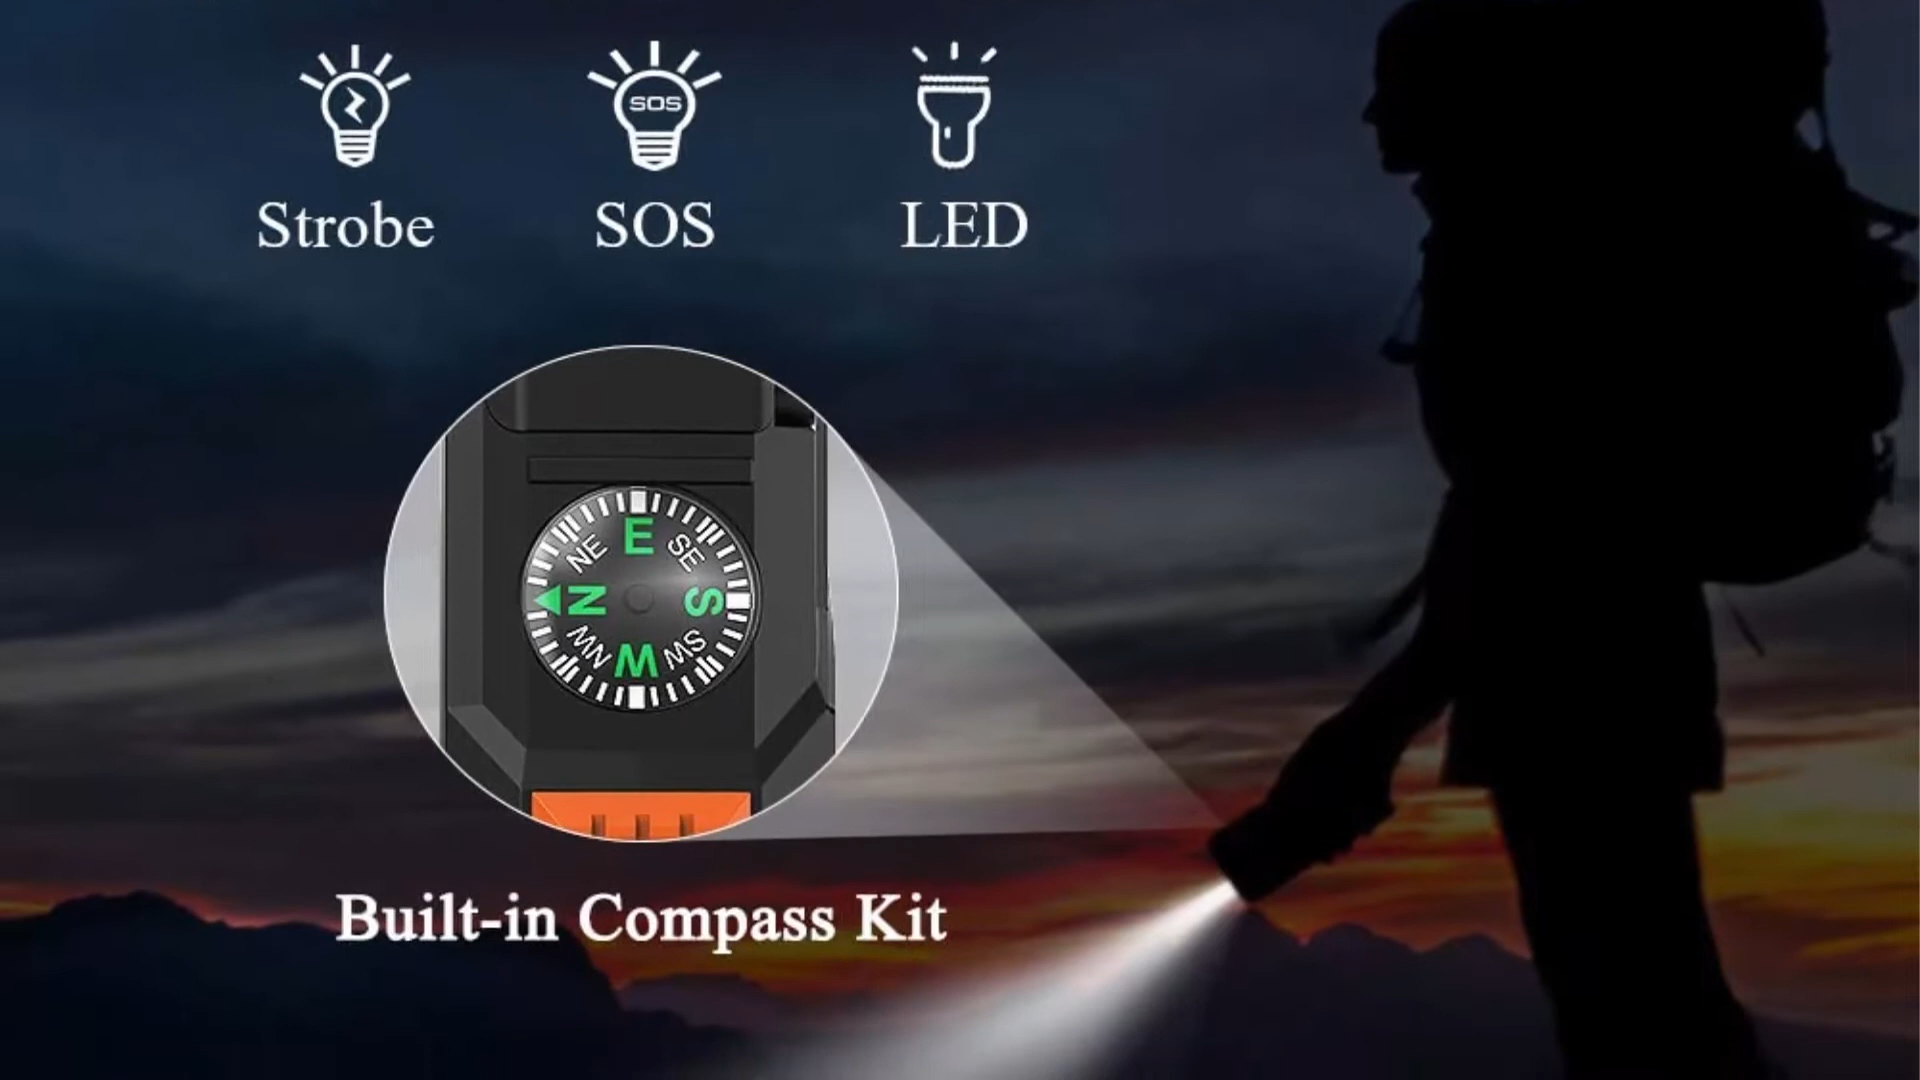 SOS
Strobe SOS LED
E
NE SE
N S
NW SW
W
Built-in Compass Kit